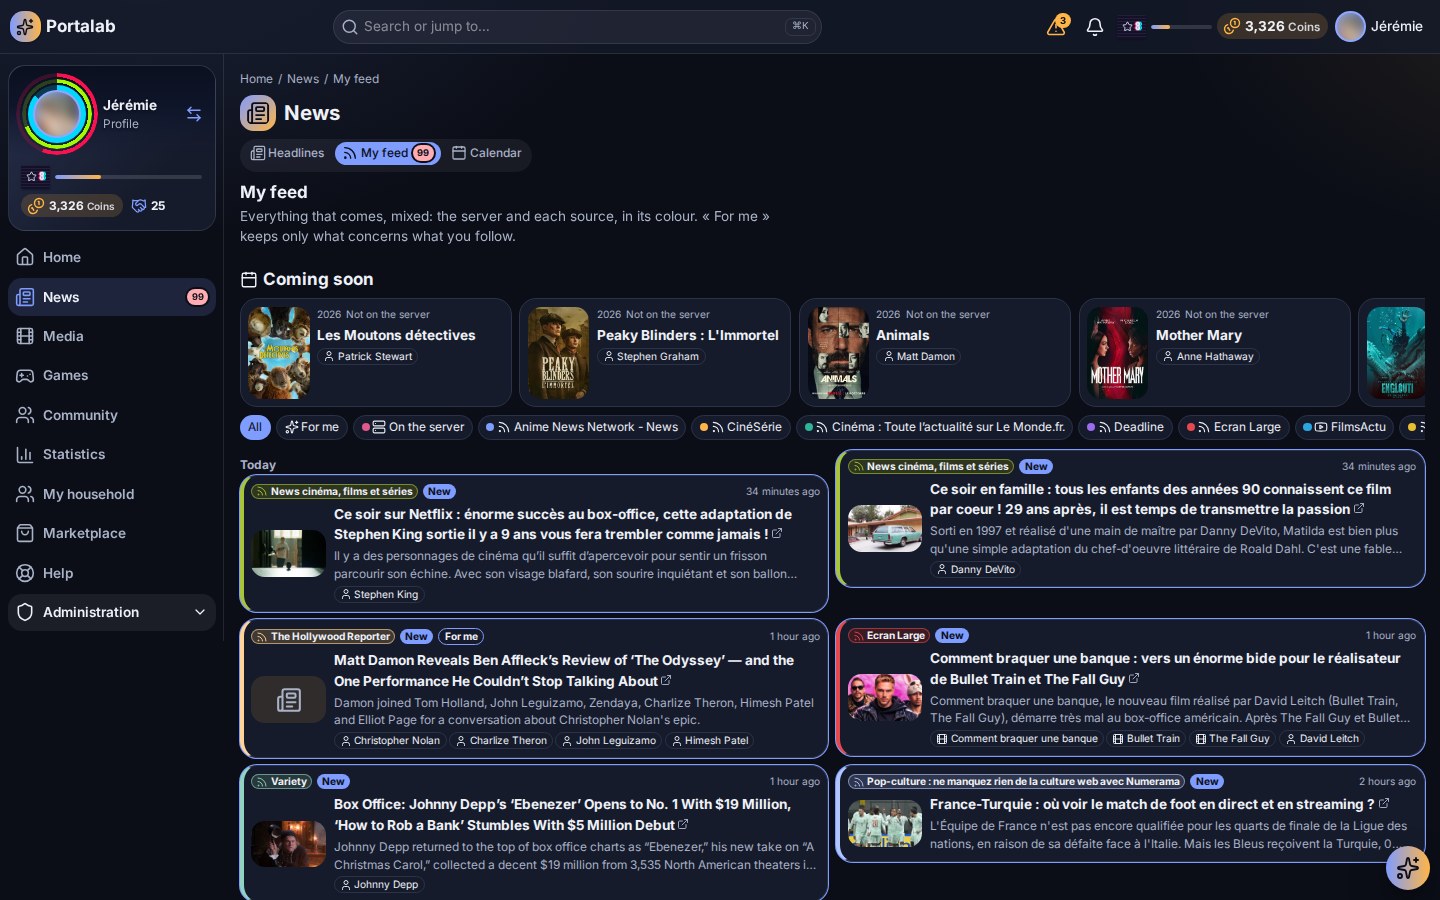 Portalab
Search or jump to...
⌘K
3
3,326 Coins
Jérémie
Jérémie
Profile
3,326 Coins
25
Home
News
99
Media
Games
Community
Statistics
My household
Marketplace
Help
Administration
Home / News / My feed
News
Headlines
My feed 99
Calendar
My feed
Everything that comes, mixed: the server and each source, in its colour. « For me »
keeps only what concerns what you follow.
Coming soon
2026 Not on the server
Les Moutons détectives
Patrick Stewart
PEAKY
BLINDERS
L'IMMORTEL
2026 Not on the server
Peaky Blinders : L'Immortel
Stephen Graham
ANIMALS
2026 Not on the server
Animals
Matt Damon
MOTHER MARY
2026 Not on the server
Mother Mary
Anne Hathaway
ENGLOUTI
All
For me
On the server
Anime News Network - News
CinéSérie
Cinéma : Toute l'actualité sur Le Monde.fr.
Deadline
Ecran Large
FilmsActu
Today
News cinéma, films et séries New 34 minutes ago
Ce soir sur Netflix : énorme succès au box-office, cette adaptation de
Stephen King sortie il y a 9 ans vous fera trembler comme jamais !
Il y a des personnages de cinéma qu'il suffit d'apercevoir pour sentir un frisson
parcourir son échine. Avec son visage blafard, son sourire inquiétant et son ballon...
Stephen King
News cinéma, films et séries New 34 minutes ago
Ce soir en famille : tous les enfants des années 90 connaissent ce film
par coeur ! 29 ans après, il est temps de transmettre la passion
Sorti en 1997 et réalisé d'une main de maître par Danny DeVito, Matilda est bien plus
qu'une simple adaptation du chef-d'oeuvre littéraire de Roald Dahl. C'est une fable...
Danny DeVito
The Hollywood Reporter New For me 1 hour ago
Matt Damon Reveals Ben Affleck's Review of 'The Odyssey' — and the
One Performance He Couldn't Stop Talking About
Damon joined Tom Holland, John Leguizamo, Zendaya, Charlize Theron, Himesh Patel
and Elliot Page for a conversation about Christopher Nolan's epic.
Christopher Nolan Charlize Theron John Leguizamo Himesh Patel
Ecran Large New 1 hour ago
Comment braquer une banque : vers un énorme bide pour le réalisateur
de Bullet Train et The Fall Guy
Comment braquer une banque, le nouveau film réalisé par David Leitch (Bullet Train,
The Fall Guy), démarre très mal au box-office américain. Après The Fall Guy et Bullet...
Comment braquer une banque Bullet Train The Fall Guy David Leitch
Variety New 1 hour ago
Box Office: Johnny Depp's 'Ebenezer' Opens to No. 1 With $19 Million,
'How to Rob a Bank' Stumbles With $5 Million Debut
Johnny Depp returned to the top of box office charts as "Ebenezer," his new take on "A
Christmas Carol," collected a decent $19 million from 3,535 North American theaters i...
Johnny Depp
Pop-culture : ne manquez rien de la culture web avec Numerama New 2 hours ago
France-Turquie : où voir le match de foot en direct et en streaming ?
L'Équipe de France n'est pas encore qualifiée pour les quarts de finale de la Ligue des
nations, en raison de sa défaite face à l'Italie. Mais les Bleus reçoivent la Turquie, 0...